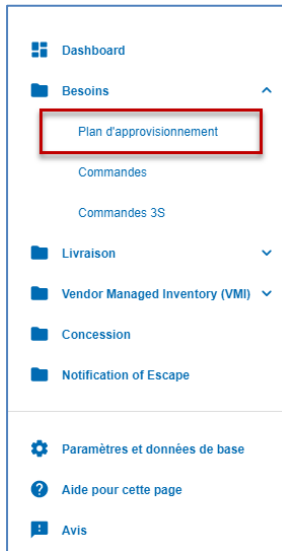 Dashboard
Besoins
Plan d'approvisionnement
Commandes
Commandes 3S
Livraison
Vendor Managed Inventory (VMI)
Concession
Notification of Escape
Paramètres et données de base
Aide pour cette page
Avis